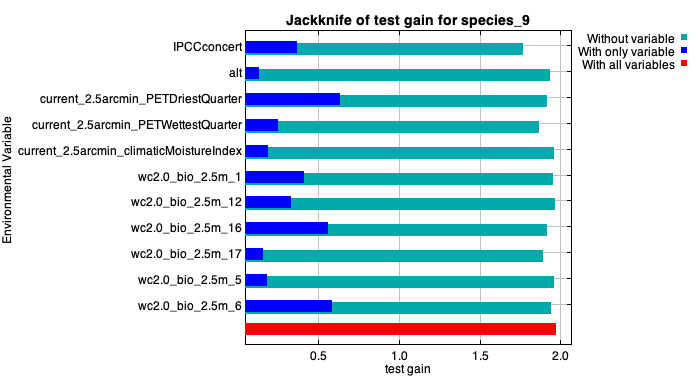 Jackknife of test gain for species_9
Without variable
With only variable
With all variables
Environmental Variable
IPCCconcert
alt
current_2.5arcmin_PETDriestQuarter
current_2.5arcmin_PETWettestQuarter
current_2.5arcmin_climaticMoistureIndex
wc2.0_bio_2.5m_1
wc2.0_bio_2.5m_12
wc2.0_bio_2.5m_16
wc2.0_bio_2.5m_17
wc2.0_bio_2.5m_5
wc2.0_bio_2.5m_6
0.5 1.0 1.5 2.0
test gain